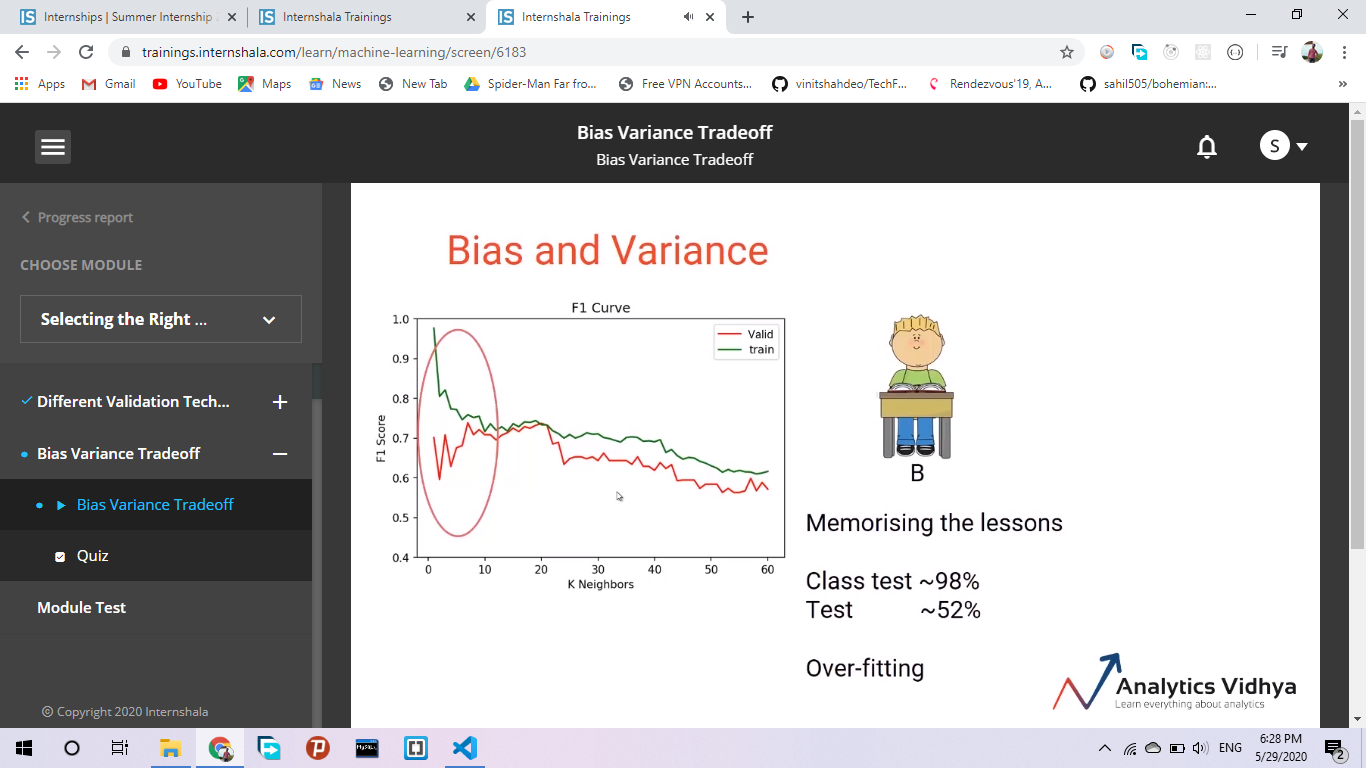 Internships | Summer Internship
Internshala Trainings
Internshala Trainings
trainings.internshala.com/learn/machine-learning/screen/6183
Apps
Gmail
YouTube
Maps
News
New Tab
Spider-Man Far fro...
Free VPN Accounts...
vinitshahdeo/TechF...
Rendezvous'19, A...
sahil505/bohemian:...
»
Bias Variance Tradeoff
Bias Variance Tradeoff
S
Progress report
CHOOSE MODULE
Selecting the Right ...
Different Validation Tech...
Bias Variance Tradeoff
Bias Variance Tradeoff
Quiz
Module Test
© Copyright 2020 Internshala
Bias and Variance
F1 Curve
Valid
train
1.0
0.9
0.8
0.7
0.6
0.5
0.4
F1 Score
0 10 20 30 40 50 60
K Neighbors
B
Memorising the lessons
Class test ~98%
Test ~52%
Over-fitting
Analytics Vidhya
Learn everything about analytics
MySQL
ENG
6:28 PM
5/29/2020
2